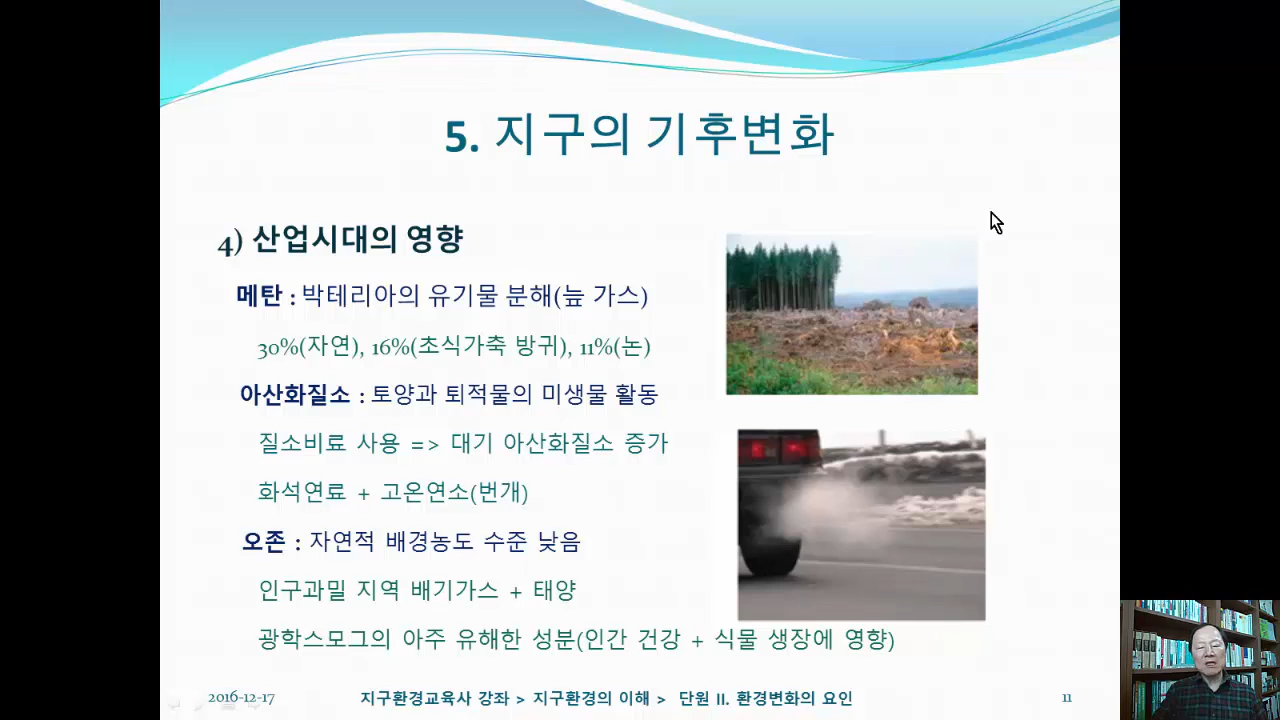 5. 지구의 기후변화
4) 산업시대의 영향
메탄 : 박테리아의 유기물 분해(늪 가스)
30%(자연), 16%(초식가축 방귀), 11%(논)
아산화질소 : 토양과 퇴적물의 미생물 활동
질소비료 사용 => 대기 아산화질소 증가
화석연료 + 고온연소(번개)
오존 : 자연적 배경농도 수준 낮음
인구과밀 지역 배기가스 + 태양
광학스모그의 아주 유해한 성분(인간 건강 + 식물 생장에 영향)
2016-12-17 지구환경교육사 강좌 > 지구환경의 이해 > 단원 II. 환경변화의 요인 11